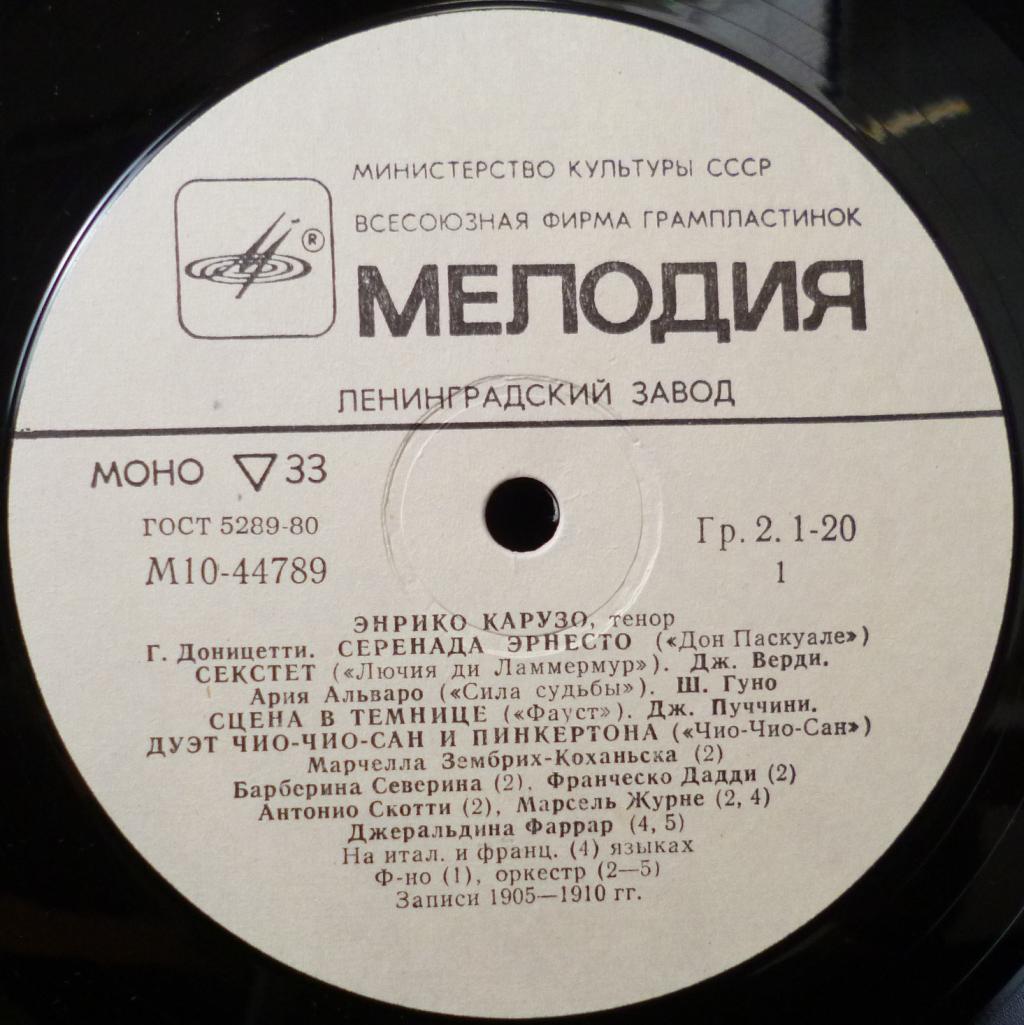 МИНИСТЕРСТВО КУЛЬТУРЫ СССР
ВСЕСОЮЗНАЯ ФИРМА ГРАМПЛАСТИНОК
®
МЕЛОДИЯ
ЛЕНИНГРАДСКИЙ ЗАВОД
МОНО ▽ 33
ГОСТ 5289-80
М10-44789
Гр. 2. 1-20
1
ЭНРИКО КАРУЗО, тенор
Г. Доницетти. СЕРЕНАДА ЭРНЕСТО («Дон Паскуале»)
СЕКСТЕТ («Лючия ди Ламмермур»). Дж. Верди.
Ария Альваро («Сила судьбы»). Ш. Гуно
СЦЕНА В ТЕМНИЦЕ («Фауст»). Дж. Пуччини.
ДУЭТ ЧИО-ЧИО-САН И ПИНКЕРТОНА («Чио-Чио-Сан»)
Марчелла Зембрих-Коханьска (2)
Барберина Северина (2), Франческо Дадди (2)
Антонио Скотти (2), Марсель Журне (2, 4)
Джеральдина Фаррар (4, 5)
На итал. и франц. (4) языках
Ф-но (1), оркестр (2—5)
Записи 1905—1910 гг.